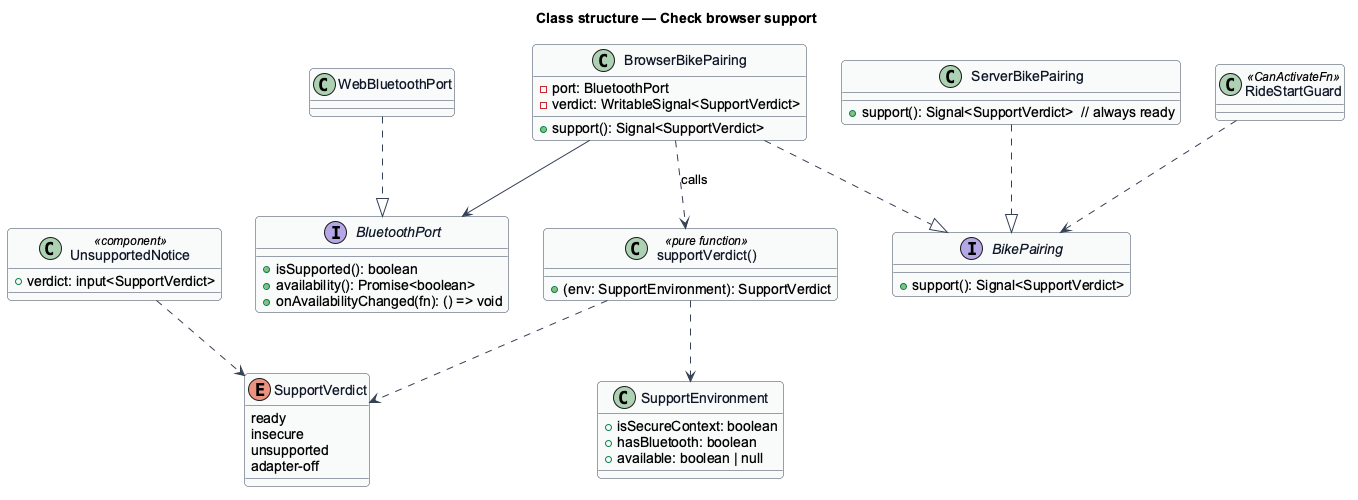 Class structure — Check browser support
C WebBluetoothPort
C BrowserBikePairing
port: BluetoothPort
verdict: WritableSignal<SupportVerdict>
support(): Signal<SupportVerdict>
C ServerBikePairing
support(): Signal<SupportVerdict>  // always ready
«CanActivateFn»
C RideStartGuard
calls
«component»
C UnsupportedNotice
verdict: input<SupportVerdict>
I BluetoothPort
isSupported(): boolean
availability(): Promise<boolean>
onAvailabilityChanged(fn): () => void
«pure function»
C supportVerdict()
(env: SupportEnvironment): SupportVerdict
I BikePairing
support(): Signal<SupportVerdict>
E SupportVerdict
ready
insecure
unsupported
adapter-off
C SupportEnvironment
isSecureContext: boolean
hasBluetooth: boolean
available: boolean | null